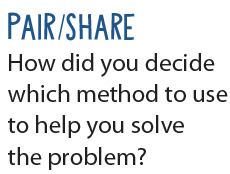 PAIR/SHARE
How did you decide
which method to use
to help you solve
the problem?